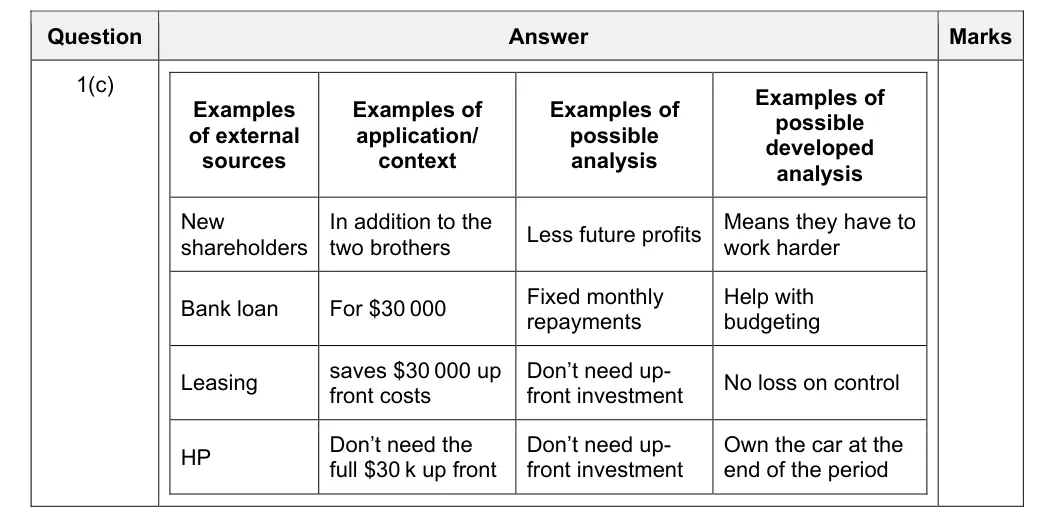 Question Answer Marks
1(c)
Examples
of external
sources
Examples of
application/
context
Examples of
possible
analysis
Examples of
possible
developed
analysis
New
shareholders
In addition to the
two brothers
Less future profits
Means they have to
work harder
Bank loan
For $30 000
Fixed monthly
repayments
Help with
budgeting
Leasing
saves $30 000 up
front costs
Don’t need up-
front investment
No loss on control
HP
Don’t need the
full $30 k up front
Don’t need up-
front investment
Own the car at the
end of the period